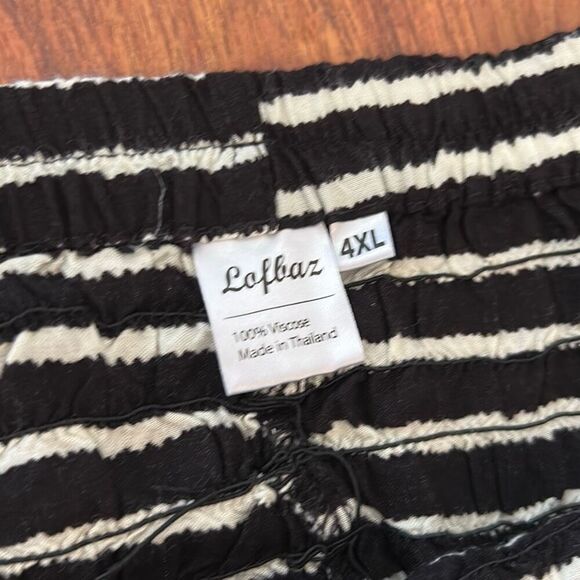 Lofbaz
4XL
100% Viscose
Made in Thailand